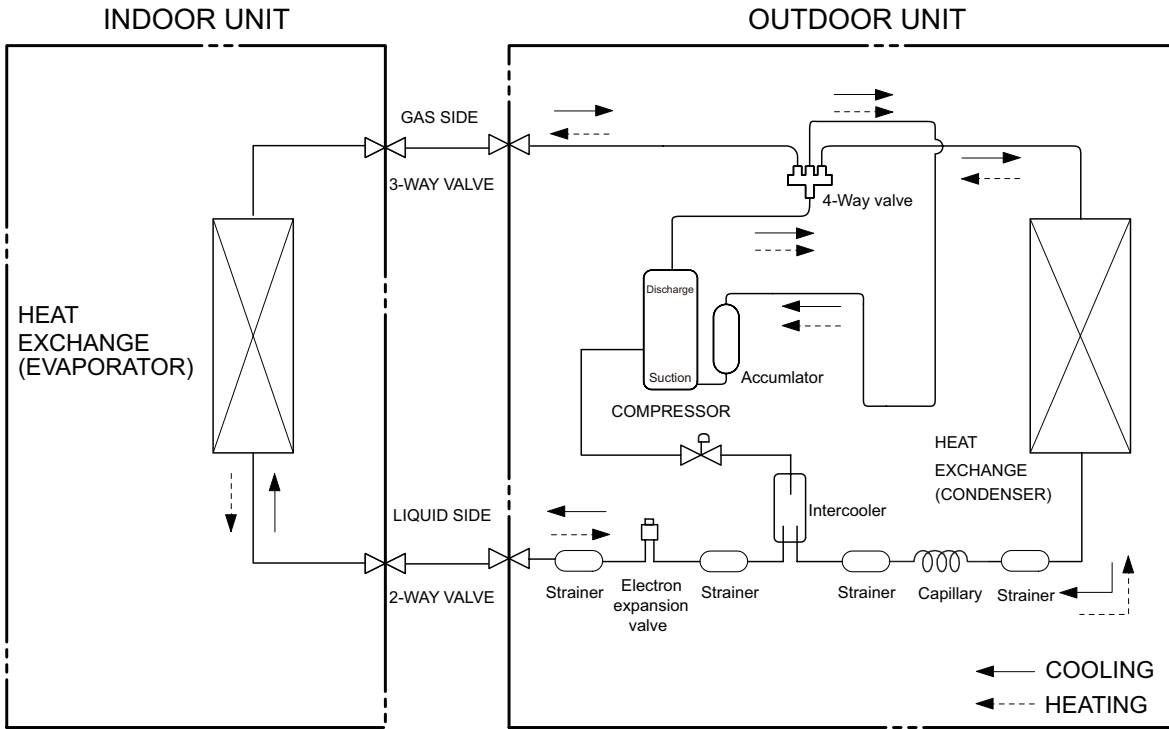 INDOOR UNIT
OUTDOOR UNIT
GAS SIDE
3-WAY VALVE
4-Way valve
HEAT
EXCHANGE
(EVAPORATOR)
Discharge
Suction
Accumlator
COMPRESSOR
HEAT
EXCHANGE
(CONDENSER)
Intercooler
LIQUID SIDE
2-WAY VALVE
Strainer
Electron
expansion
valve
Strainer
Strainer
Capillary
Strainer
COOLING
HEATING